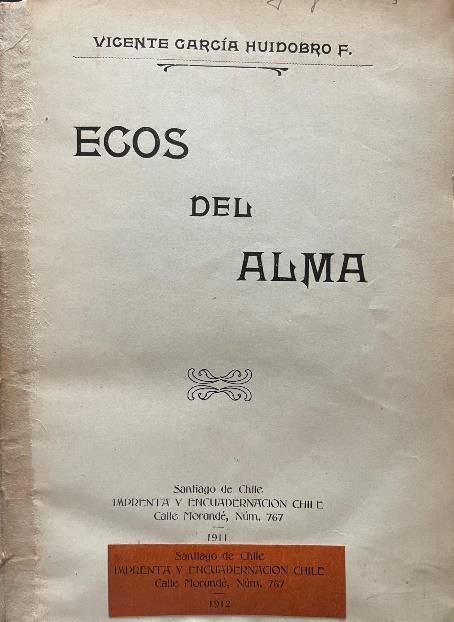 VICENTE GARCÍA HUIDOBRO F.
ECOS
DEL
ALMA
Santiago de Chile
IMPRENTA Y ENCUADERNACION CHILE
Calle Morandé, Núm. 767
1911
Santiago de Chile
IMPRENTA Y ENCUADERNACION CHILE
Calle Morandé, Núm. 767
1912